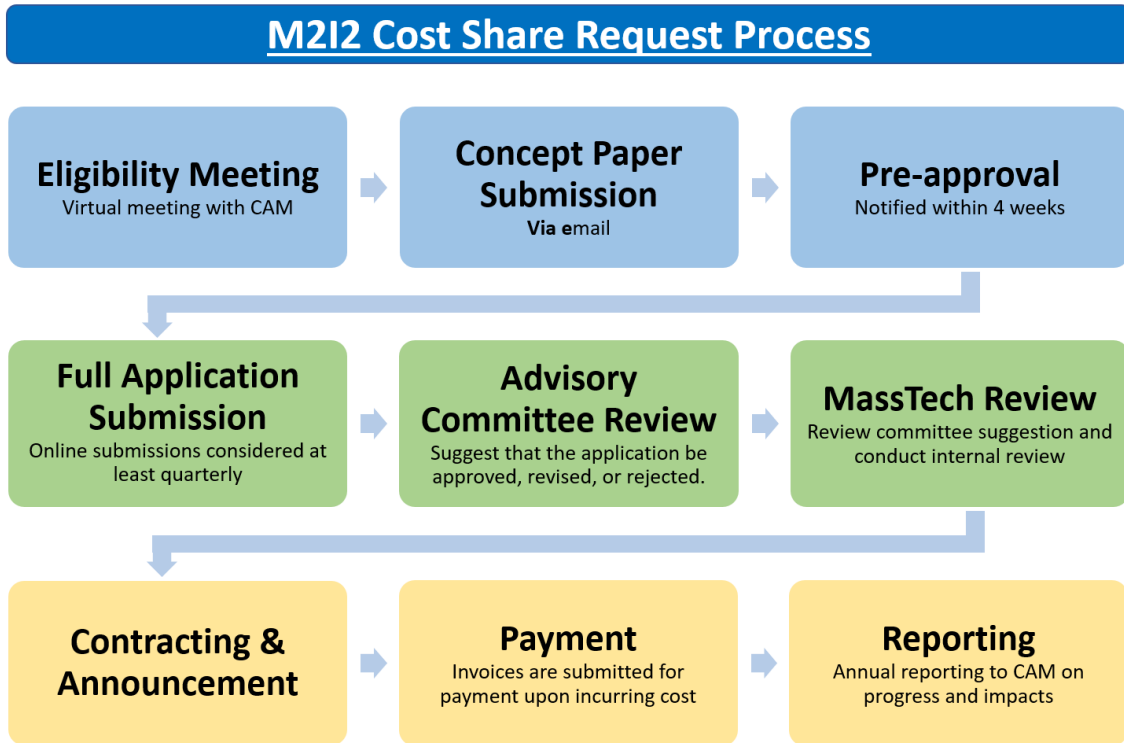 M2I2 Cost Share Request Process
Eligibility Meeting
Virtual meeting with CAM
Concept Paper
Submission
Via email
Pre-approval
Notified within 4 weeks
Full Application
Submission
Online submissions considered at
least quarterly
Advisory
Committee Review
Suggest that the application be
approved, revised, or rejected.
MassTech Review
Review committee suggestion and
conduct internal review
Contracting &
Announcement
Payment
Invoices are submitted for
payment upon incurring cost
Reporting
Annual reporting to CAM on
progress and impacts